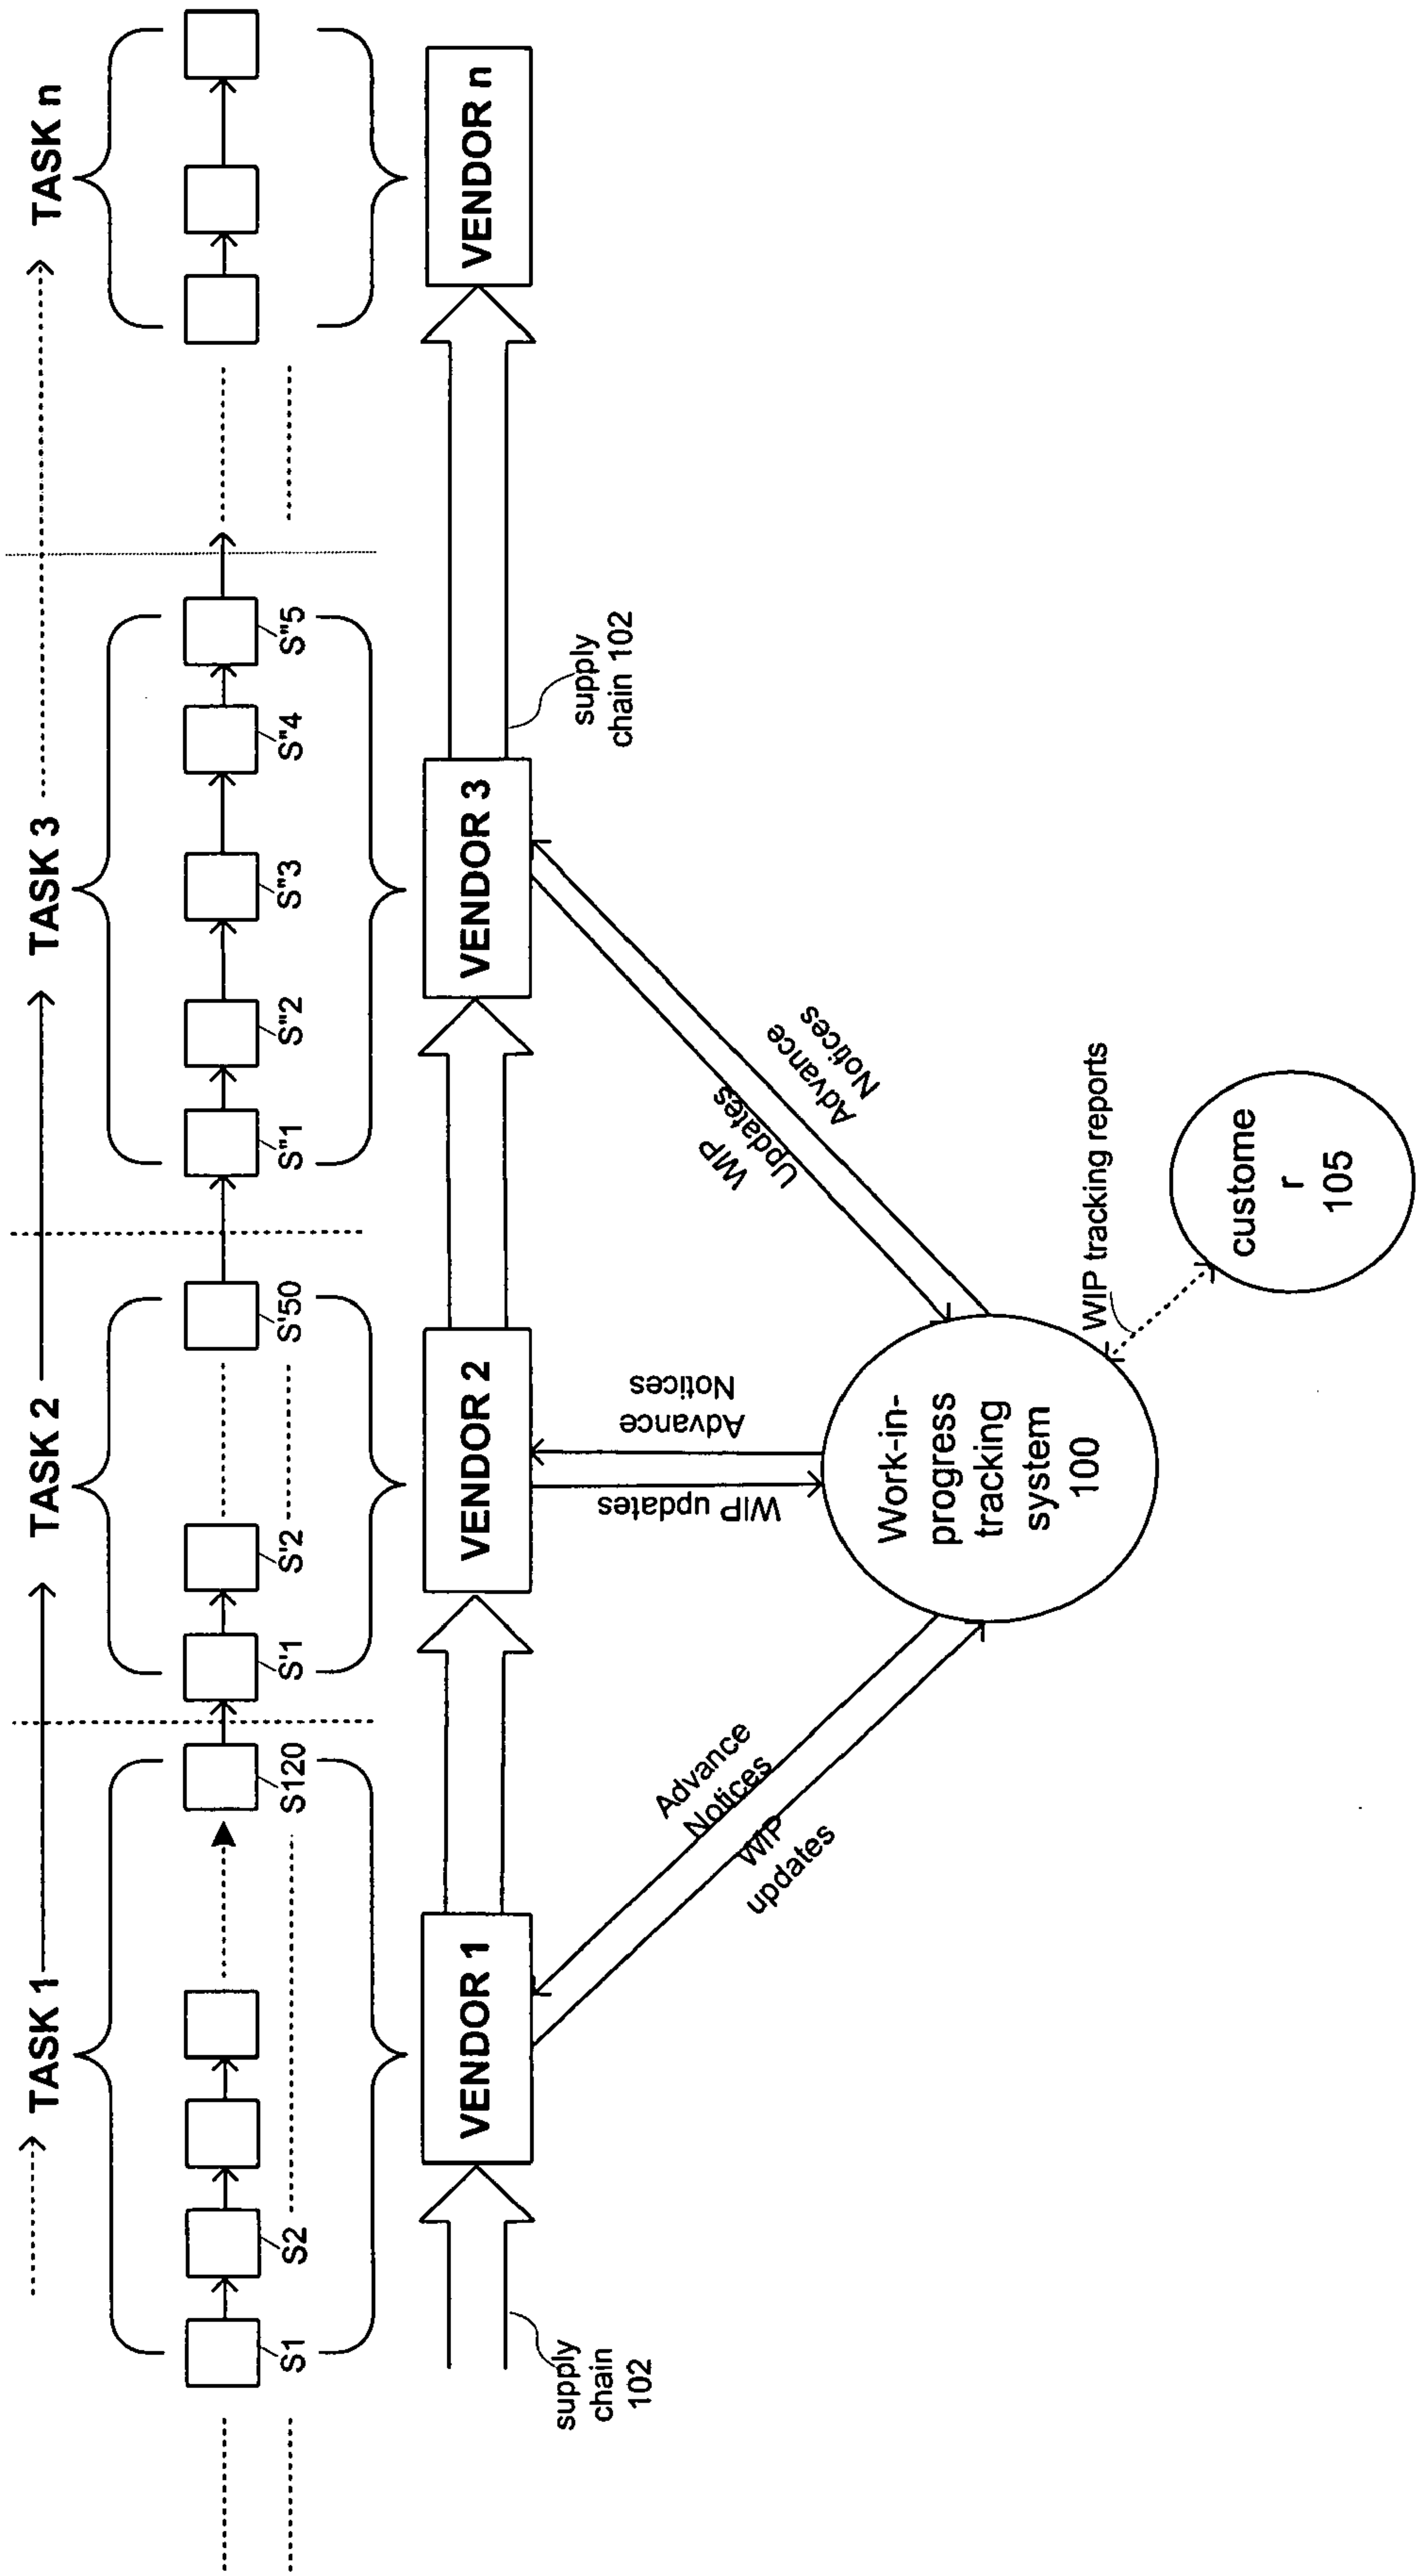 TASK 1
TASK 2
TASK 3
TASK n
S1
S2
S120
S'1
S'2
S'50
S"1
S"2
S"3
S"4
S"5
VENDOR 1
VENDOR 2
VENDOR 3
VENDOR n
supply
chain
102
supply
chain 102
Advance
Notices
WIP
updates
WIP updates
Advance
Notices
WIP
Updates
Advance
Notices
Work-in-
progress
tracking
system
100
WIP tracking reports
custome
r
105